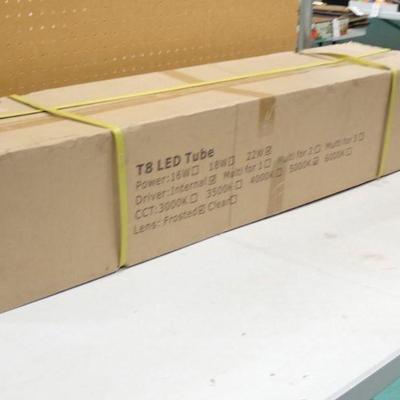 T8 LED Tube
Power:16W☐ 18W☐ 22W☑
Driver:Internal☑ Multi for 1☐ Multi for 2☐ Multi for 3☐
CCT:3000K☐ 3500K☐ 4000K☐ 5000K☑ 6000K☐
Lens: Frosted☑ Clear☐